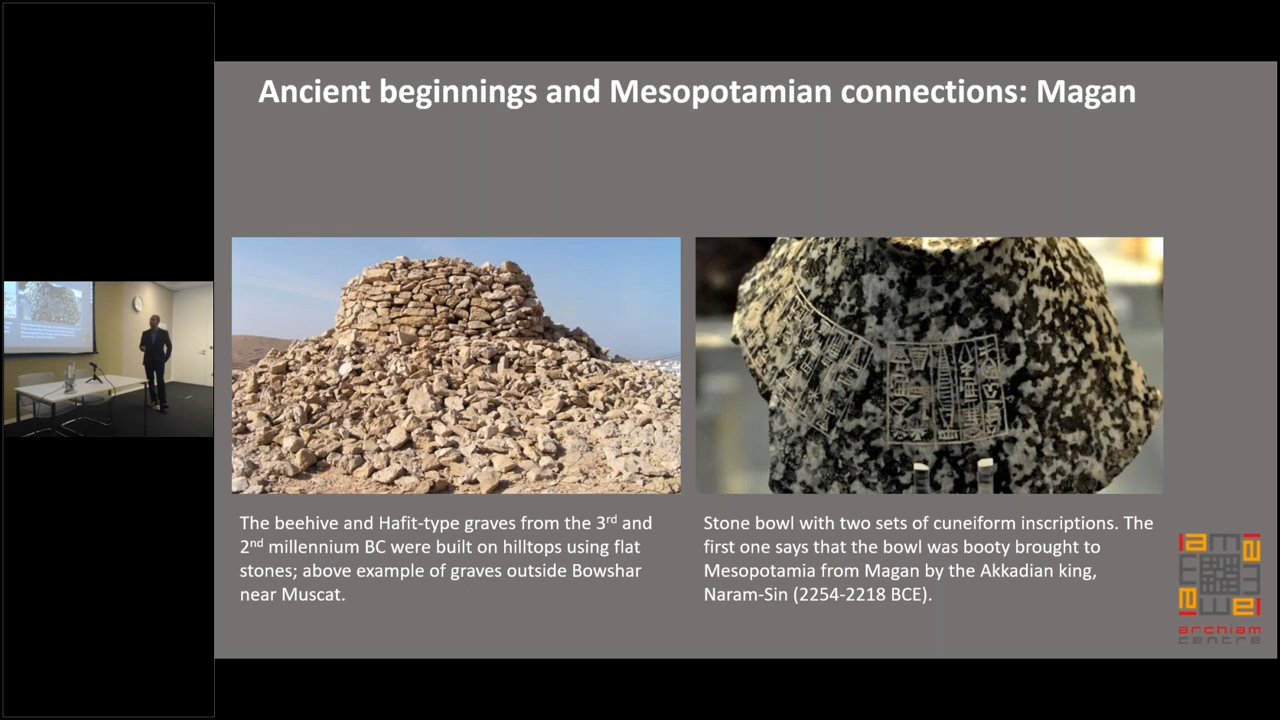 Ancient beginnings and Mesopotamian connections: Magan
The beehive and Hafit-type graves from the 3rd and
2nd millennium BC were built on hilltops using flat
stones; above example of graves outside Bowshar
near Muscat.
Stone bowl with two sets of cuneiform inscriptions. The
first one says that the bowl was booty brought to
Mesopotamia from Magan by the Akkadian king,
Naram-Sin (2254-2218 BCE).
archiam
centre